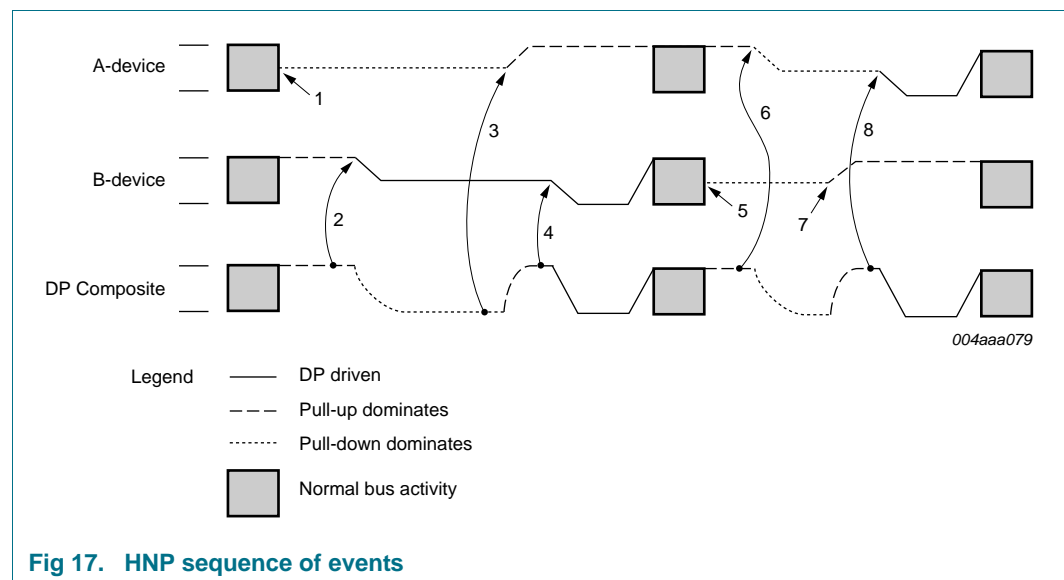 A-device
1
3
6
8
B-device
2
4
5
7
DP Composite
004aaa079
Legend
DP driven
Pull-up dominates
Pull-down dominates
Normal bus activity
Fig 17. HNP sequence of events